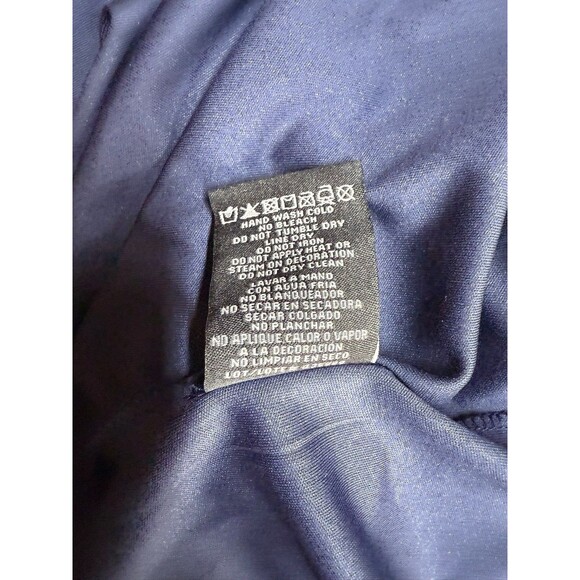 HAND WASH COLD
NO BLEACH
DO NOT TUMBLE DRY
LINE DRY
DO NOT IRON
DO NOT APPLY HEAT OR
STEAM ON DECORATION
DO NOT DRY CLEAN
LAVAR A MANO
CON AGUA FRIA
NO BLANQUEADOR
NO SECAR EN SECADORA
SECAR COLGADO
NO PLANCHAR
NO APLIQUE CALOR O VAPOR
A LA DECORACIÓN
NO LIMPIAR EN SECO